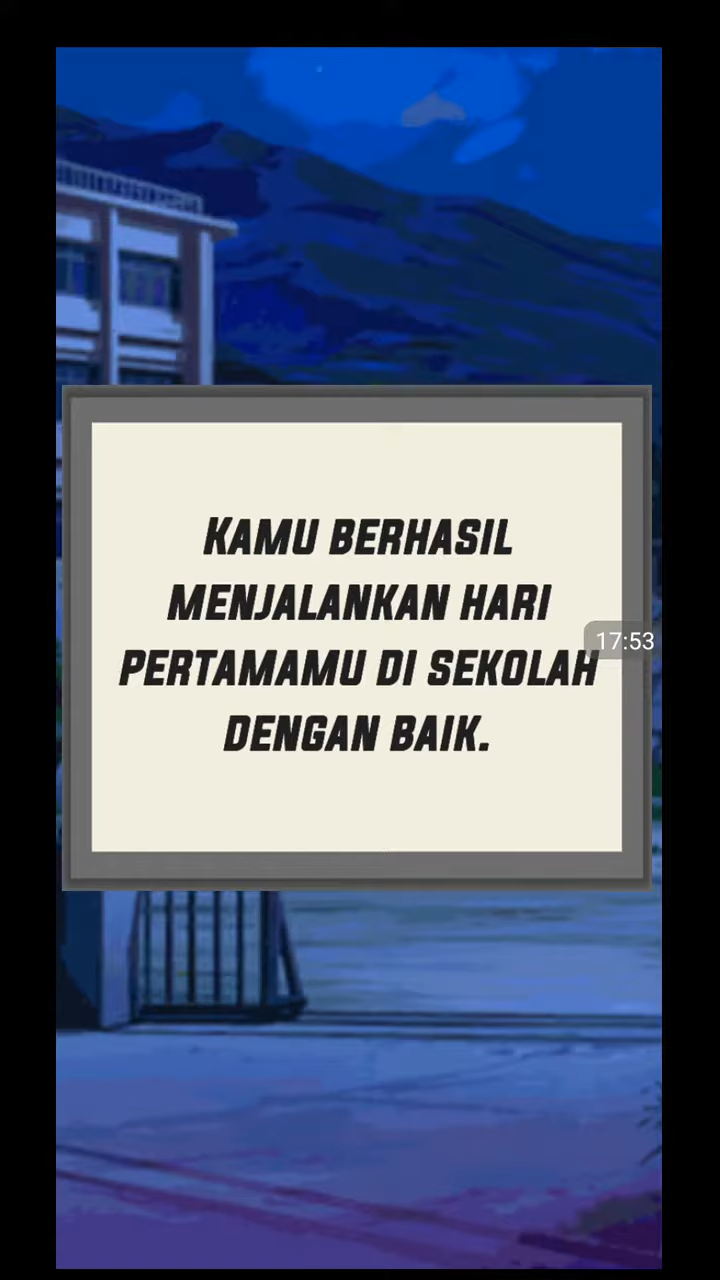 KAMU BERHASIL
MENJALANKAN HARI
17:53
PERTAMAMU DI SEKOLAH
DENGAN BAIK.